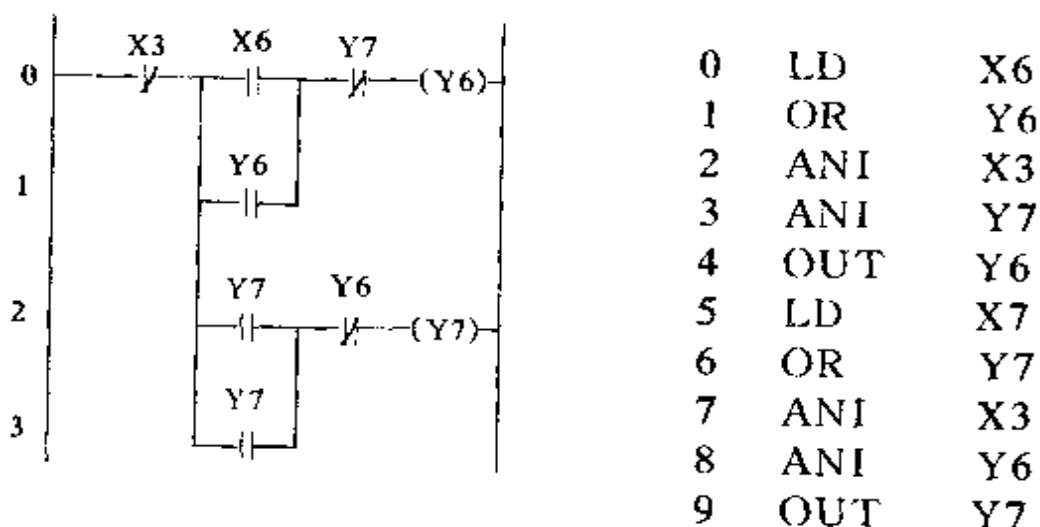 X3 X6 Y7
0 (Y6)
Y6
1
Y7 Y6
2 (Y7)
Y7
3
0 LD X6
1 OR Y6
2 ANI X3
3 ANI Y7
4 OUT Y6
5 LD X7
6 OR Y7
7 ANI X3
8 ANI Y6
9 OUT Y7